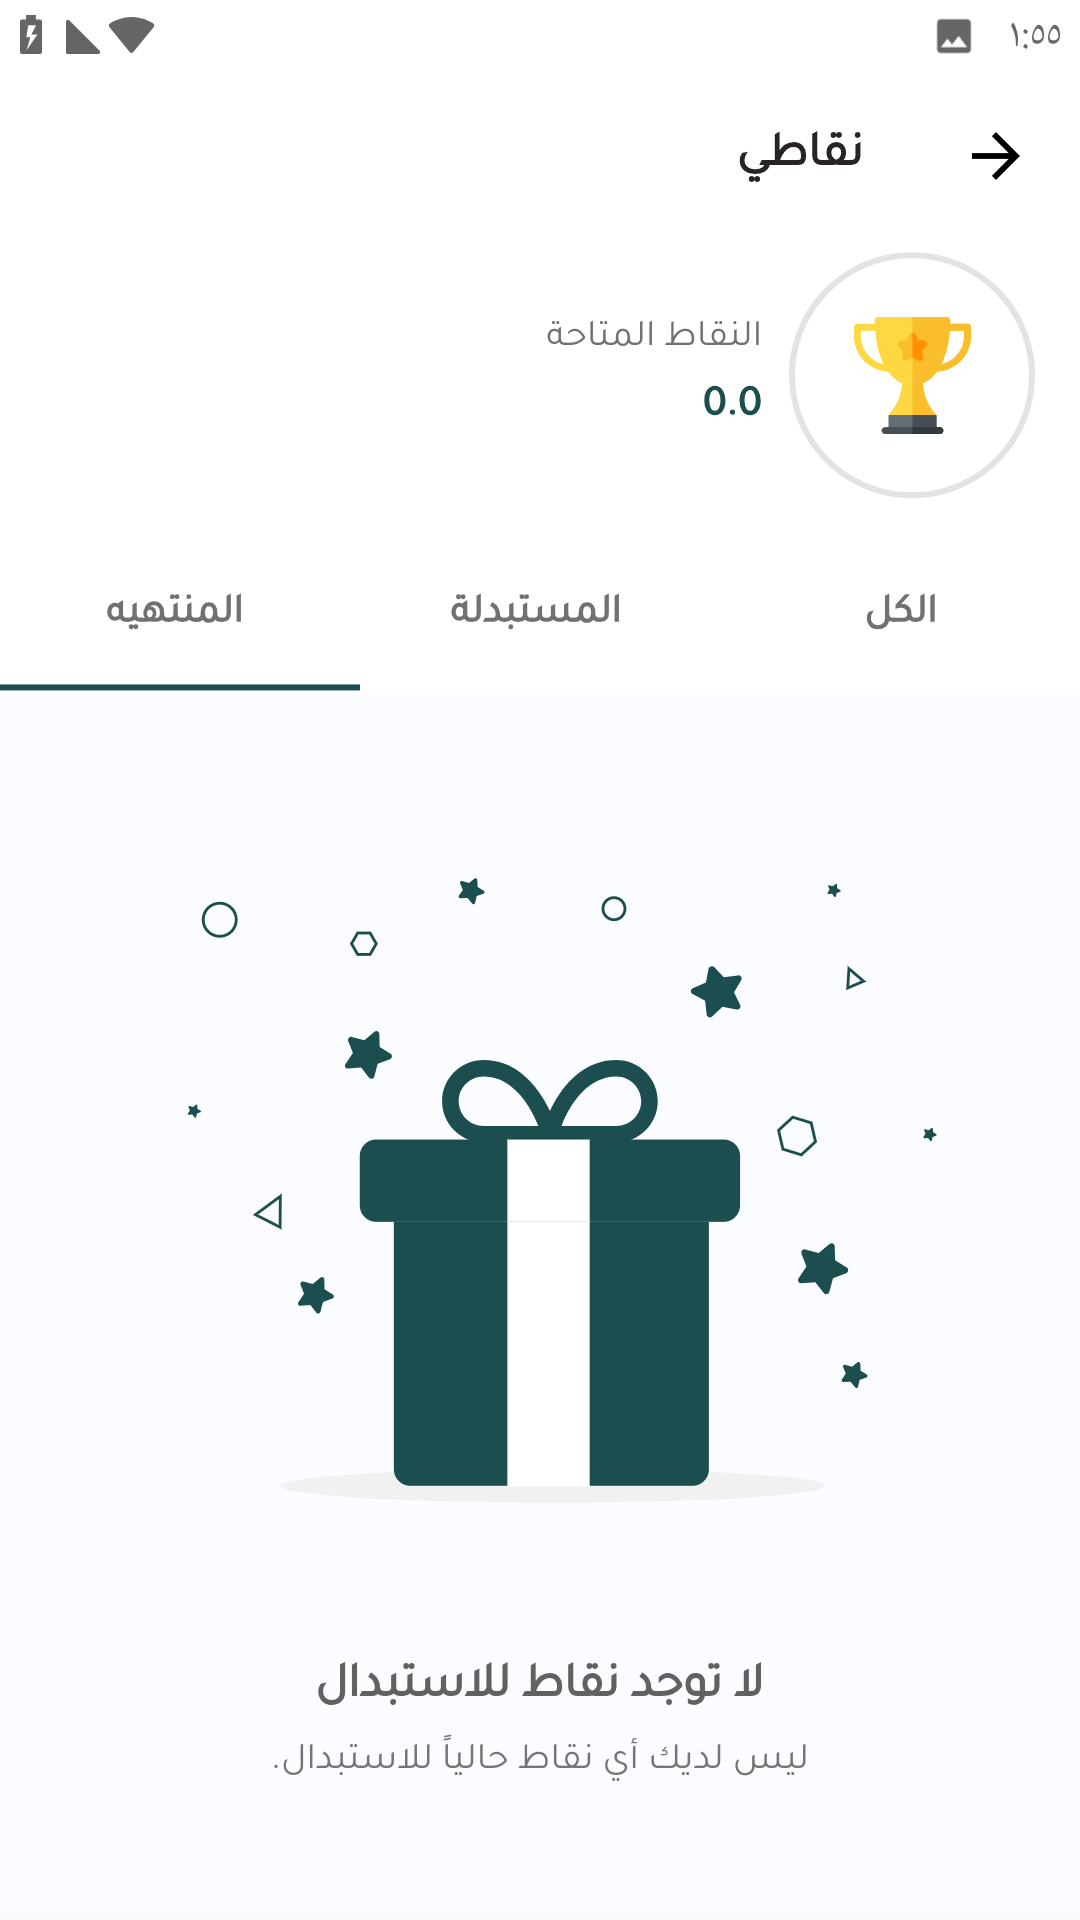 ١:٥٥
نقاطي
النقاط المتاحة
0.0
الكل المستبدلة المنتهيه
لا توجد نقاط للاستبدال
ليس لديك أي نقاط حالياً للاستبدال.